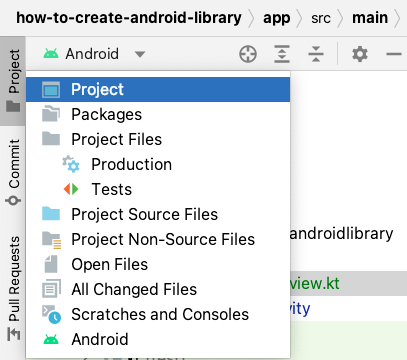 how-to-create-android-library app src main
Android
Project
Commit
Pull Requests
Project
Packages
Project Files
Production
Tests
Project Source Files
Project Non-Source Files
Open Files
All Changed Files
Scratches and Consoles
Android
androidlibrary
view.kt
vity